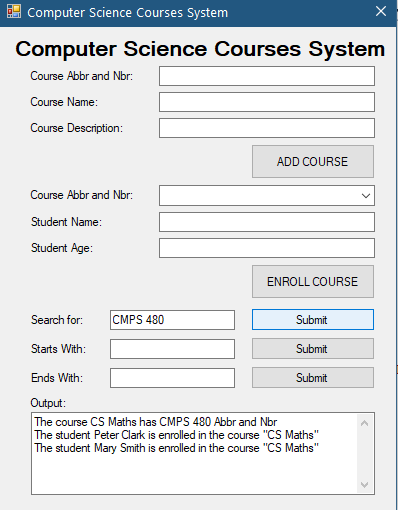 Computer Science Courses System
Computer Science Courses System
Course Abbr and Nbr:
Course Name:
Course Description:
ADD COURSE
Course Abbr and Nbr:
Student Name:
Student Age:
ENROLL COURSE
Search for: CMPS 480 Submit
Starts With: Submit
Ends With: Submit
Output:
The course CS Maths has CMPS 480 Abbr and Nbr
The student Peter Clark is enrolled in the course "CS Maths"
The student Mary Smith is enrolled in the course "CS Maths"